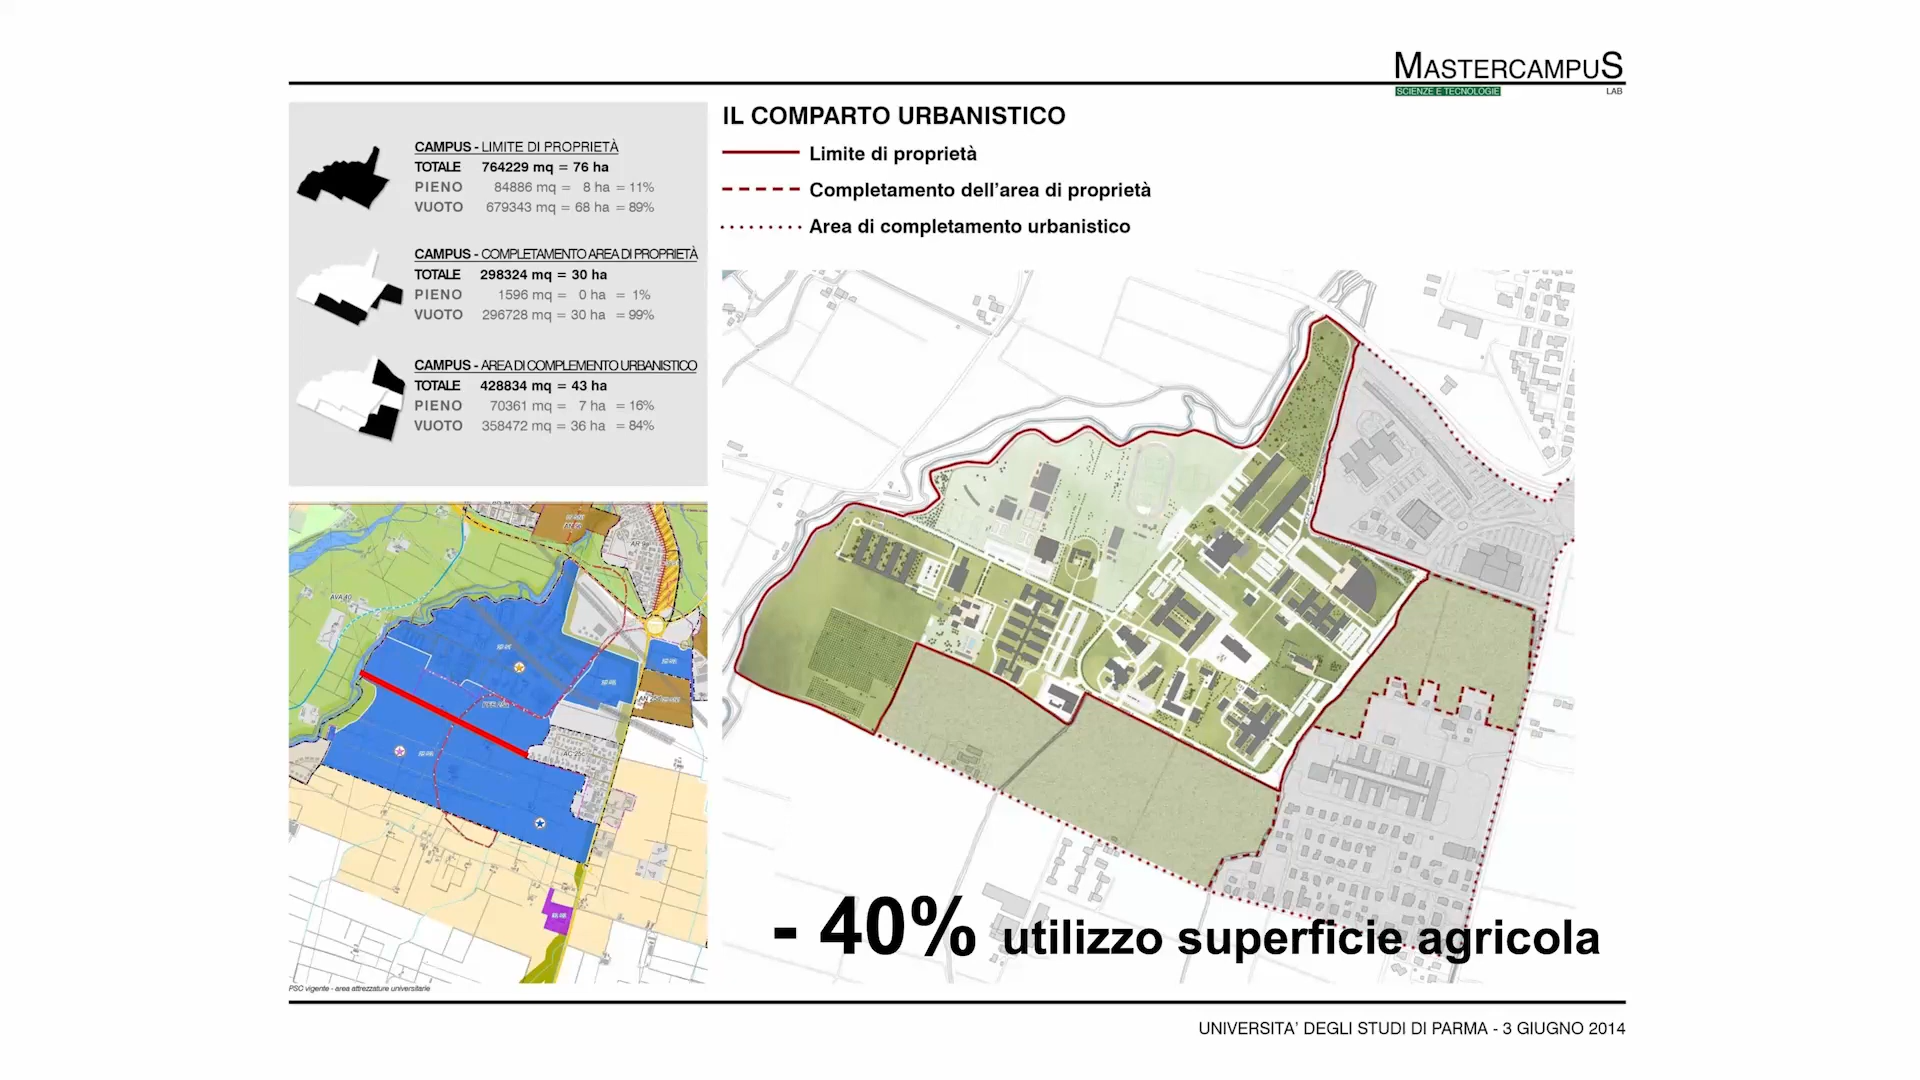 MASTERCAMPUS
SCIENZE E TECNOLOGIE
LAB
CAMPUS - LIMITE DI PROPRIETÀ
TOTALE 764229 mq = 76 ha
PIENO 84886 mq = 8 ha = 11%
VUOTO 679343 mq = 68 ha = 89%
CAMPUS - COMPLETAMENTO AREA DI PROPRIETÀ
TOTALE 298324 mq = 30 ha
PIENO 1596 mq = 0 ha = 1%
VUOTO 296728 mq = 30 ha = 99%
CAMPUS - AREA DI COMPLEMENTO URBANISTICO
TOTALE 428834 mq = 43 ha
PIENO 70361 mq = 7 ha = 16%
VUOTO 358472 mq = 36 ha = 84%
IL COMPARTO URBANISTICO
Limite di proprietà
Completamento dell'area di proprietà
Area di completamento urbanistico
- 40% utilizzo superficie agricola
PSC vigente - area attrezzature universitarie
UNIVERSITA' DEGLI STUDI DI PARMA - 3 GIUGNO 2014